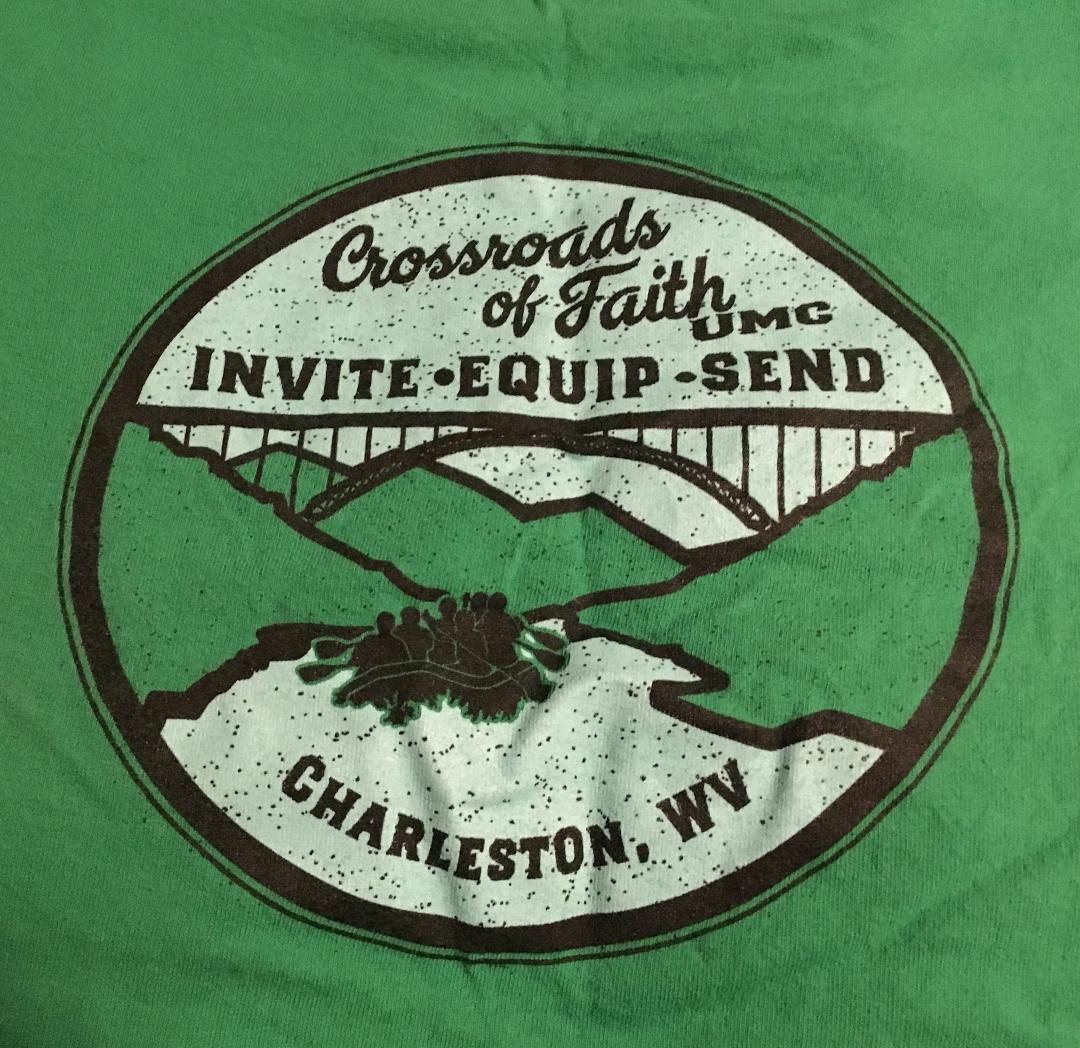 Crossroads
of Faith
UMC
INVITE•EQUIP•SEND
CHARLESTON, WV